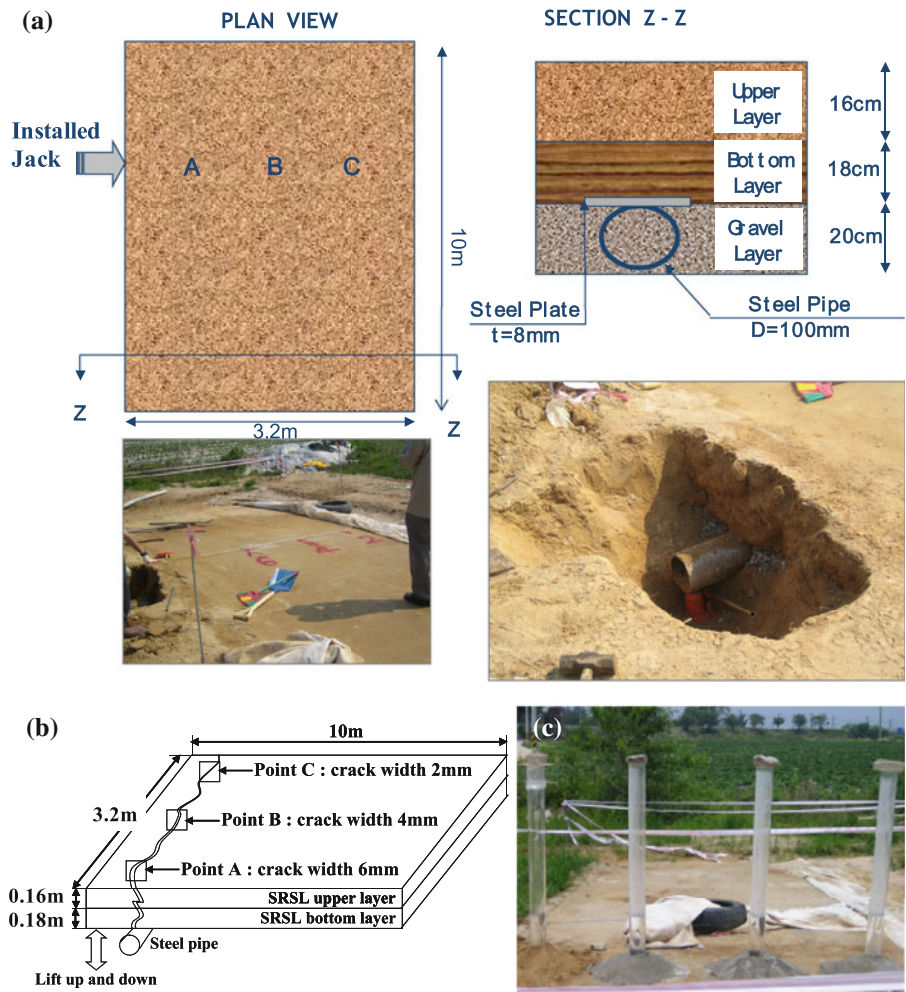 (a)
PLAN VIEW
SECTION Z - Z
Installed
Jack
A B C
10m
3.2m
Z Z
Upper
Layer
16cm
Bottom
Layer
18cm
Gravel
Layer
20cm
Steel Plate
t=8mm
Steel Pipe
D=100mm
(b)
10m
3.2m
Point C : crack width 2mm
Point B : crack width 4mm
Point A : crack width 6mm
0.16m
SRSL upper layer
0.18m
SRSL bottom layer
Steel pipe
Lift up and down
(c)